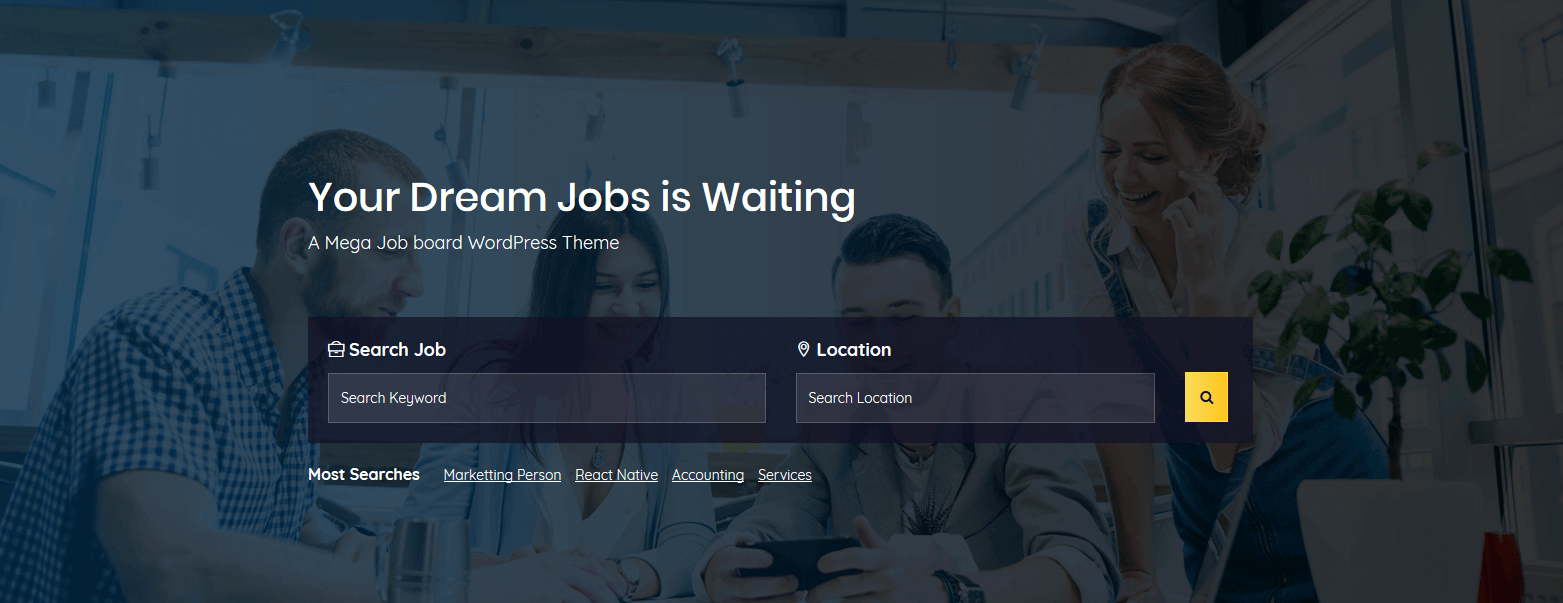 Your Dream Jobs is Waiting
A Mega Job board WordPress Theme
Search Job
Location
Search Keyword
Search Location
Most Searches Marketting Person React Native Accounting Services